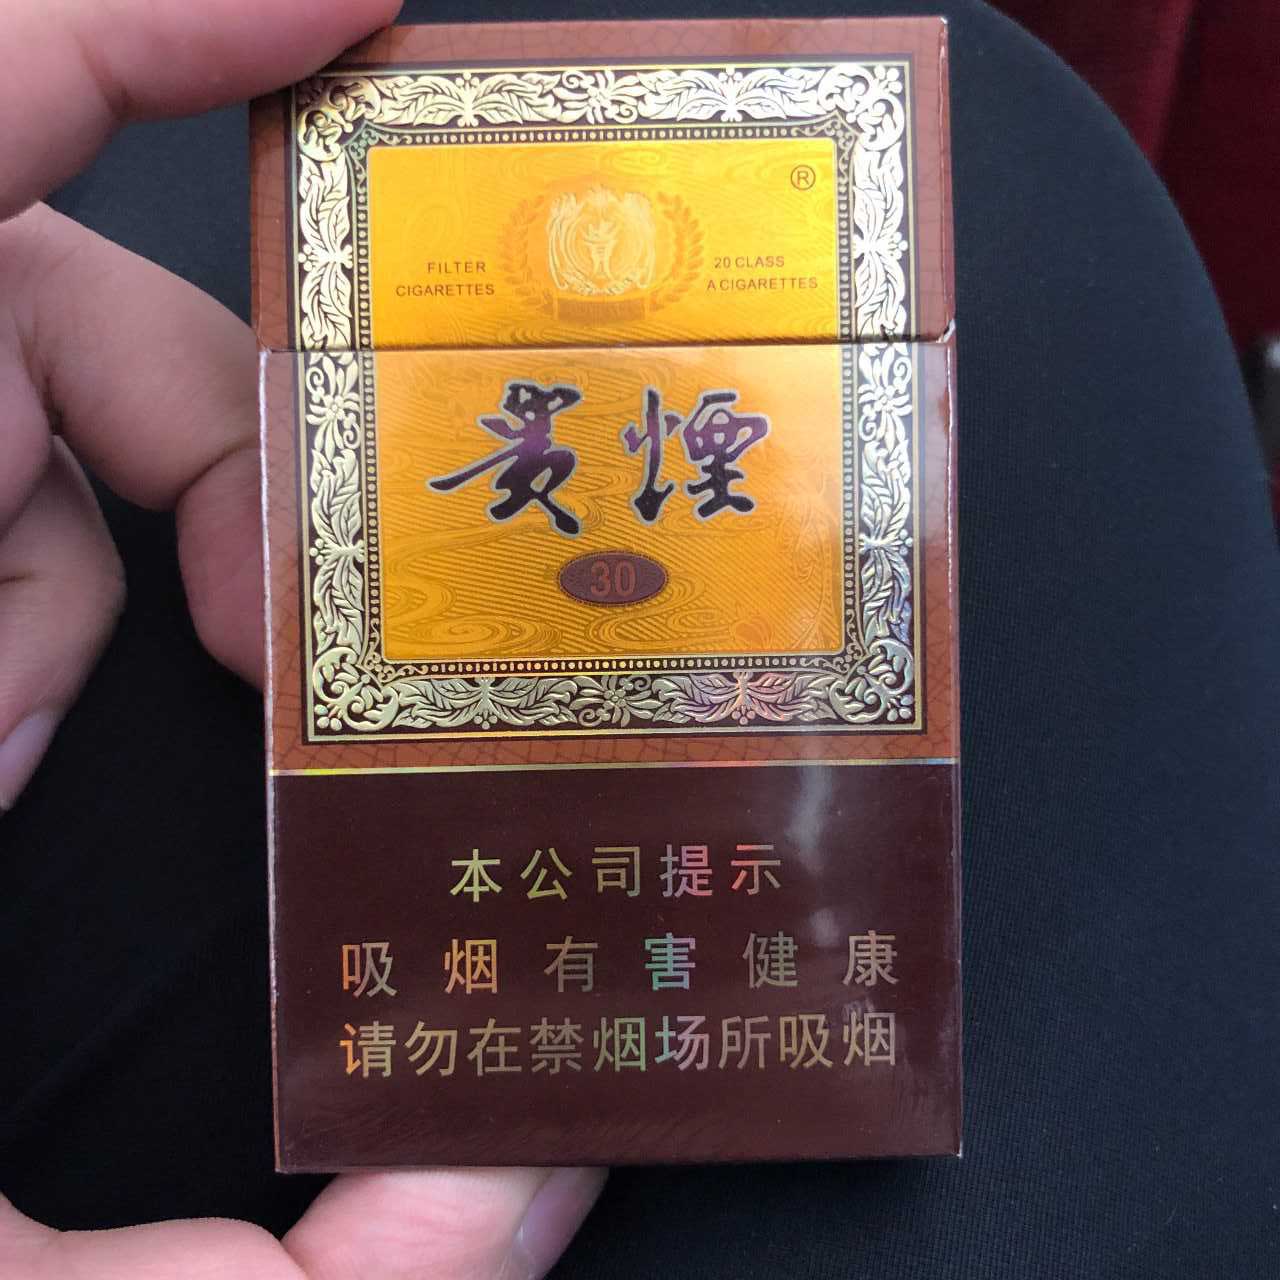 ®
FILTER
CIGARETTES
20 CLASS
A CIGARETTES
贵煙
30
本公司提示
吸烟有害健康
请勿在禁烟场所吸烟